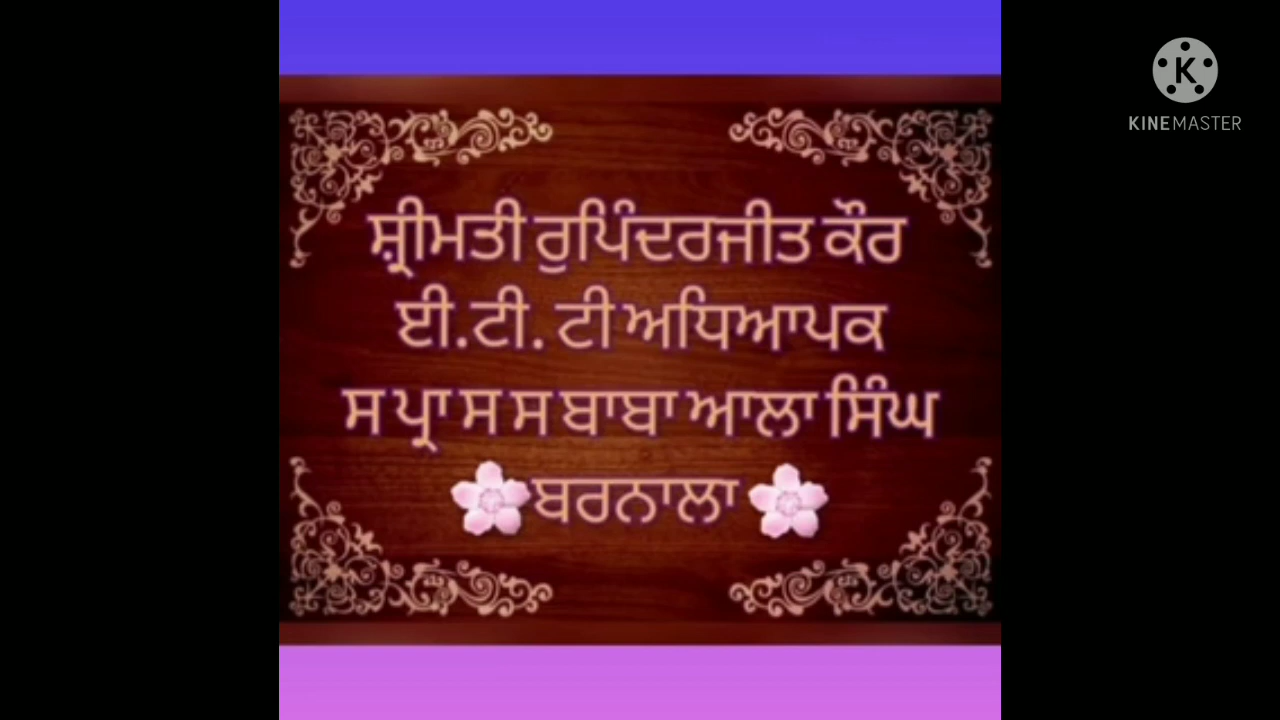 ਸ਼੍ਰੀਮਤੀ ਰੁਪਿੰਦਰਜੀਤ ਕੌਰ
ਈ.ਟੀ. ਟੀ ਅਧਿਆਪਕ
ਸ ਪ੍ਰਾ ਸ ਸ ਬਾਬਾ ਆਲਾ ਸਿੰਘ
ਬਰਨਾਲਾ
K
KINEMASTER